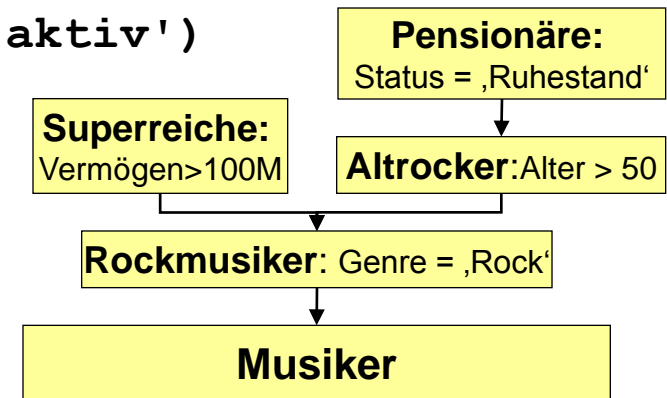 aktiv')
Pensionäre:
Status = ‚Ruhestand‘
Superreiche:
Vermögen>100M
Altrocker:Alter > 50
Rockmusiker: Genre = ‚Rock‘
Musiker